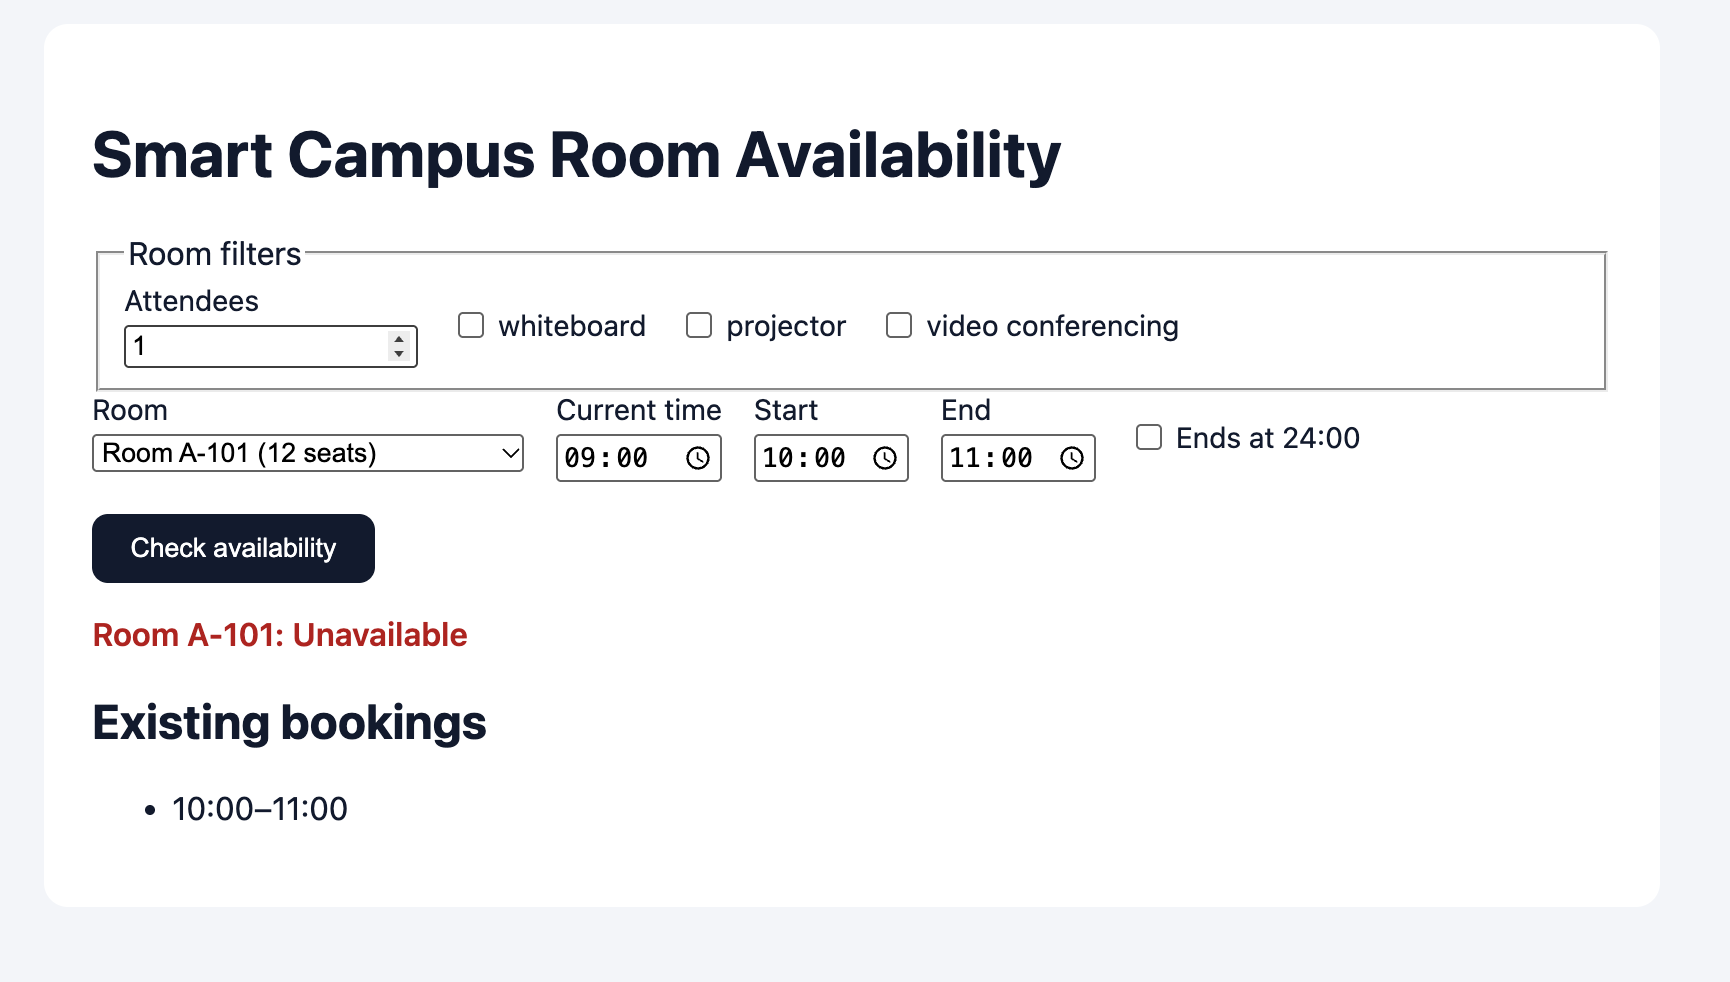 Smart Campus Room Availability
Room filters
Attendees
1
whiteboard
projector
video conferencing
Room
Current time
Start
End
Room A-101 (12 seats)
09:00
10:00
11:00
Ends at 24:00
Check availability
Room A-101: Unavailable
Existing bookings
• 10:00–11:00